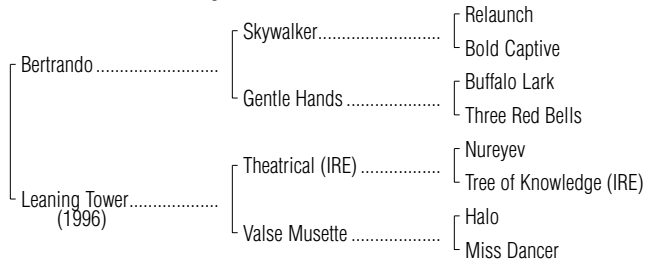 Relaunch
Skywalker....................
Bold Captive
Bertrando ..........................
Buffalo Lark
Gentle Hands ....................
Three Red Bells
Nureyev
Theatrical (IRE) .................
Tree of Knowledge (IRE)
Leaning Tower...................
(1996)
Halo
Valse Musette ...................
Miss Dancer